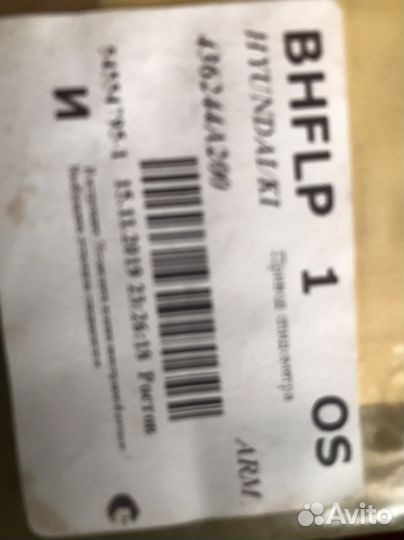 BHFLP 1 OS
HYUNDAI/KI
Привод спидометра
436244A200
ARM
15.11.2019 23:26:18 Ростов
И
Avito